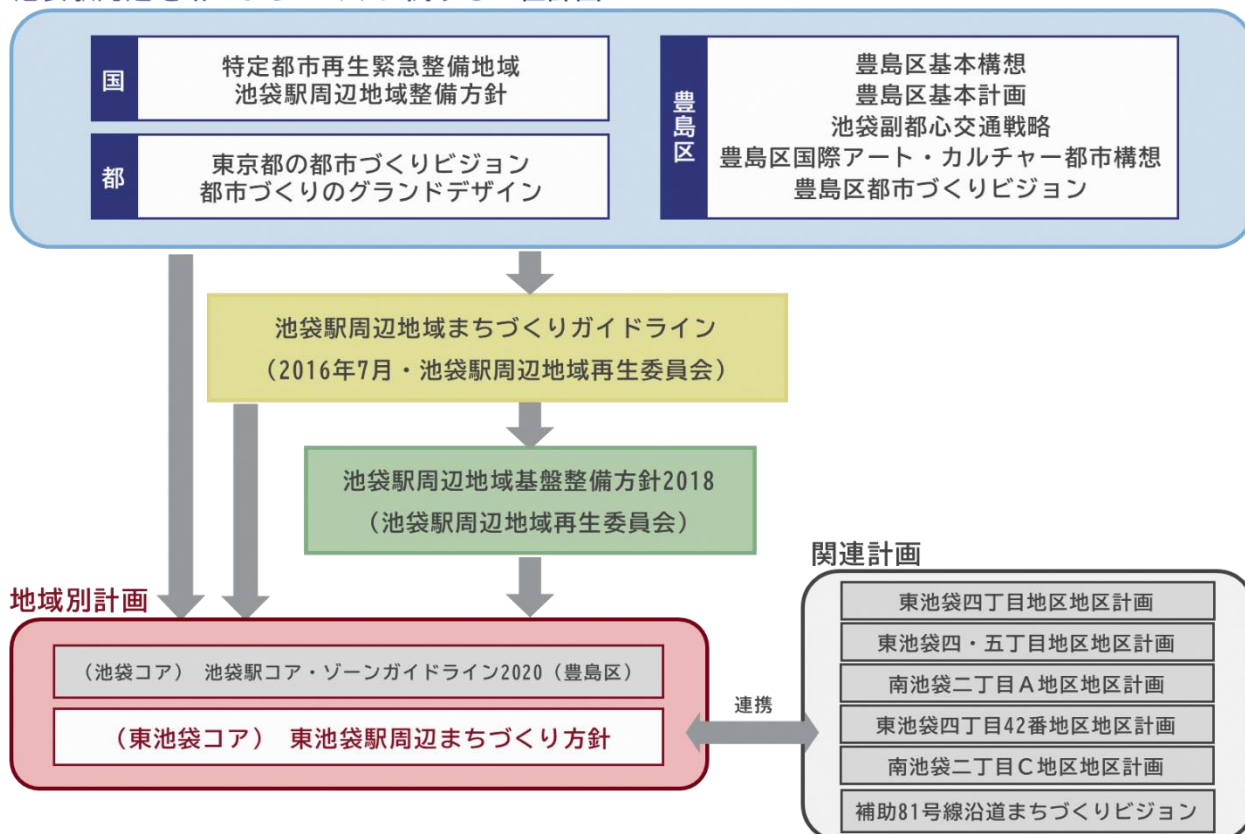 国
特定都市再生緊急整備地域
池袋駅周辺地域整備方針
都
東京都の都市づくりビジョン
都市づくりのグランドデザイン
豊島区
豊島区基本構想
豊島区基本計画
池袋副都心交通戦略
豊島区国際アート・カルチャー都市構想
豊島区都市づくりビジョン
池袋駅周辺地域まちづくりガイドライン
（2016年7月・池袋駅周辺地域再生委員会）
池袋駅周辺地域基盤整備方針2018
（池袋駅周辺地域再生委員会）
地域別計画
（池袋コア） 池袋駅コア・ゾーンガイドライン2020（豊島区）
（東池袋コア） 東池袋駅周辺まちづくり方針
連携
関連計画
東池袋四丁目地区地区計画
東池袋四・五丁目地区地区計画
南池袋二丁目Ａ地区地区計画
東池袋四丁目42番地区地区計画
南池袋二丁目Ｃ地区地区計画
補助81号線沿道まちづくりビジョン